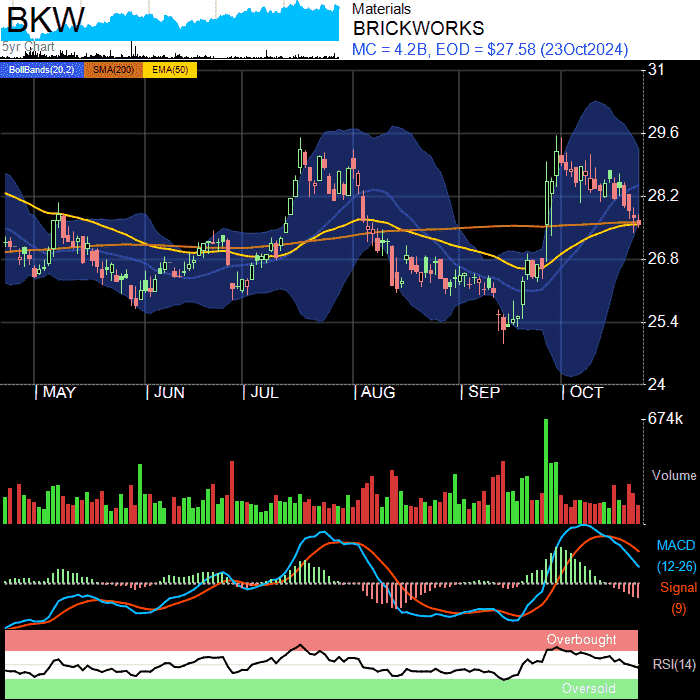 BKW
5yr Chart
Materials
BRICKWORKS
MC = 4.2B, EOD = $27.58 (23Oct2024)
BollBands(20,2) SMA(200) EMA(50)
31
29.6
28.2
26.8
25.4
24
MAY JUN JUL AUG SEP OCT
674k
Volume
MACD
(12-26)
Signal
(9)
Overbought
RSI(14)
Oversold